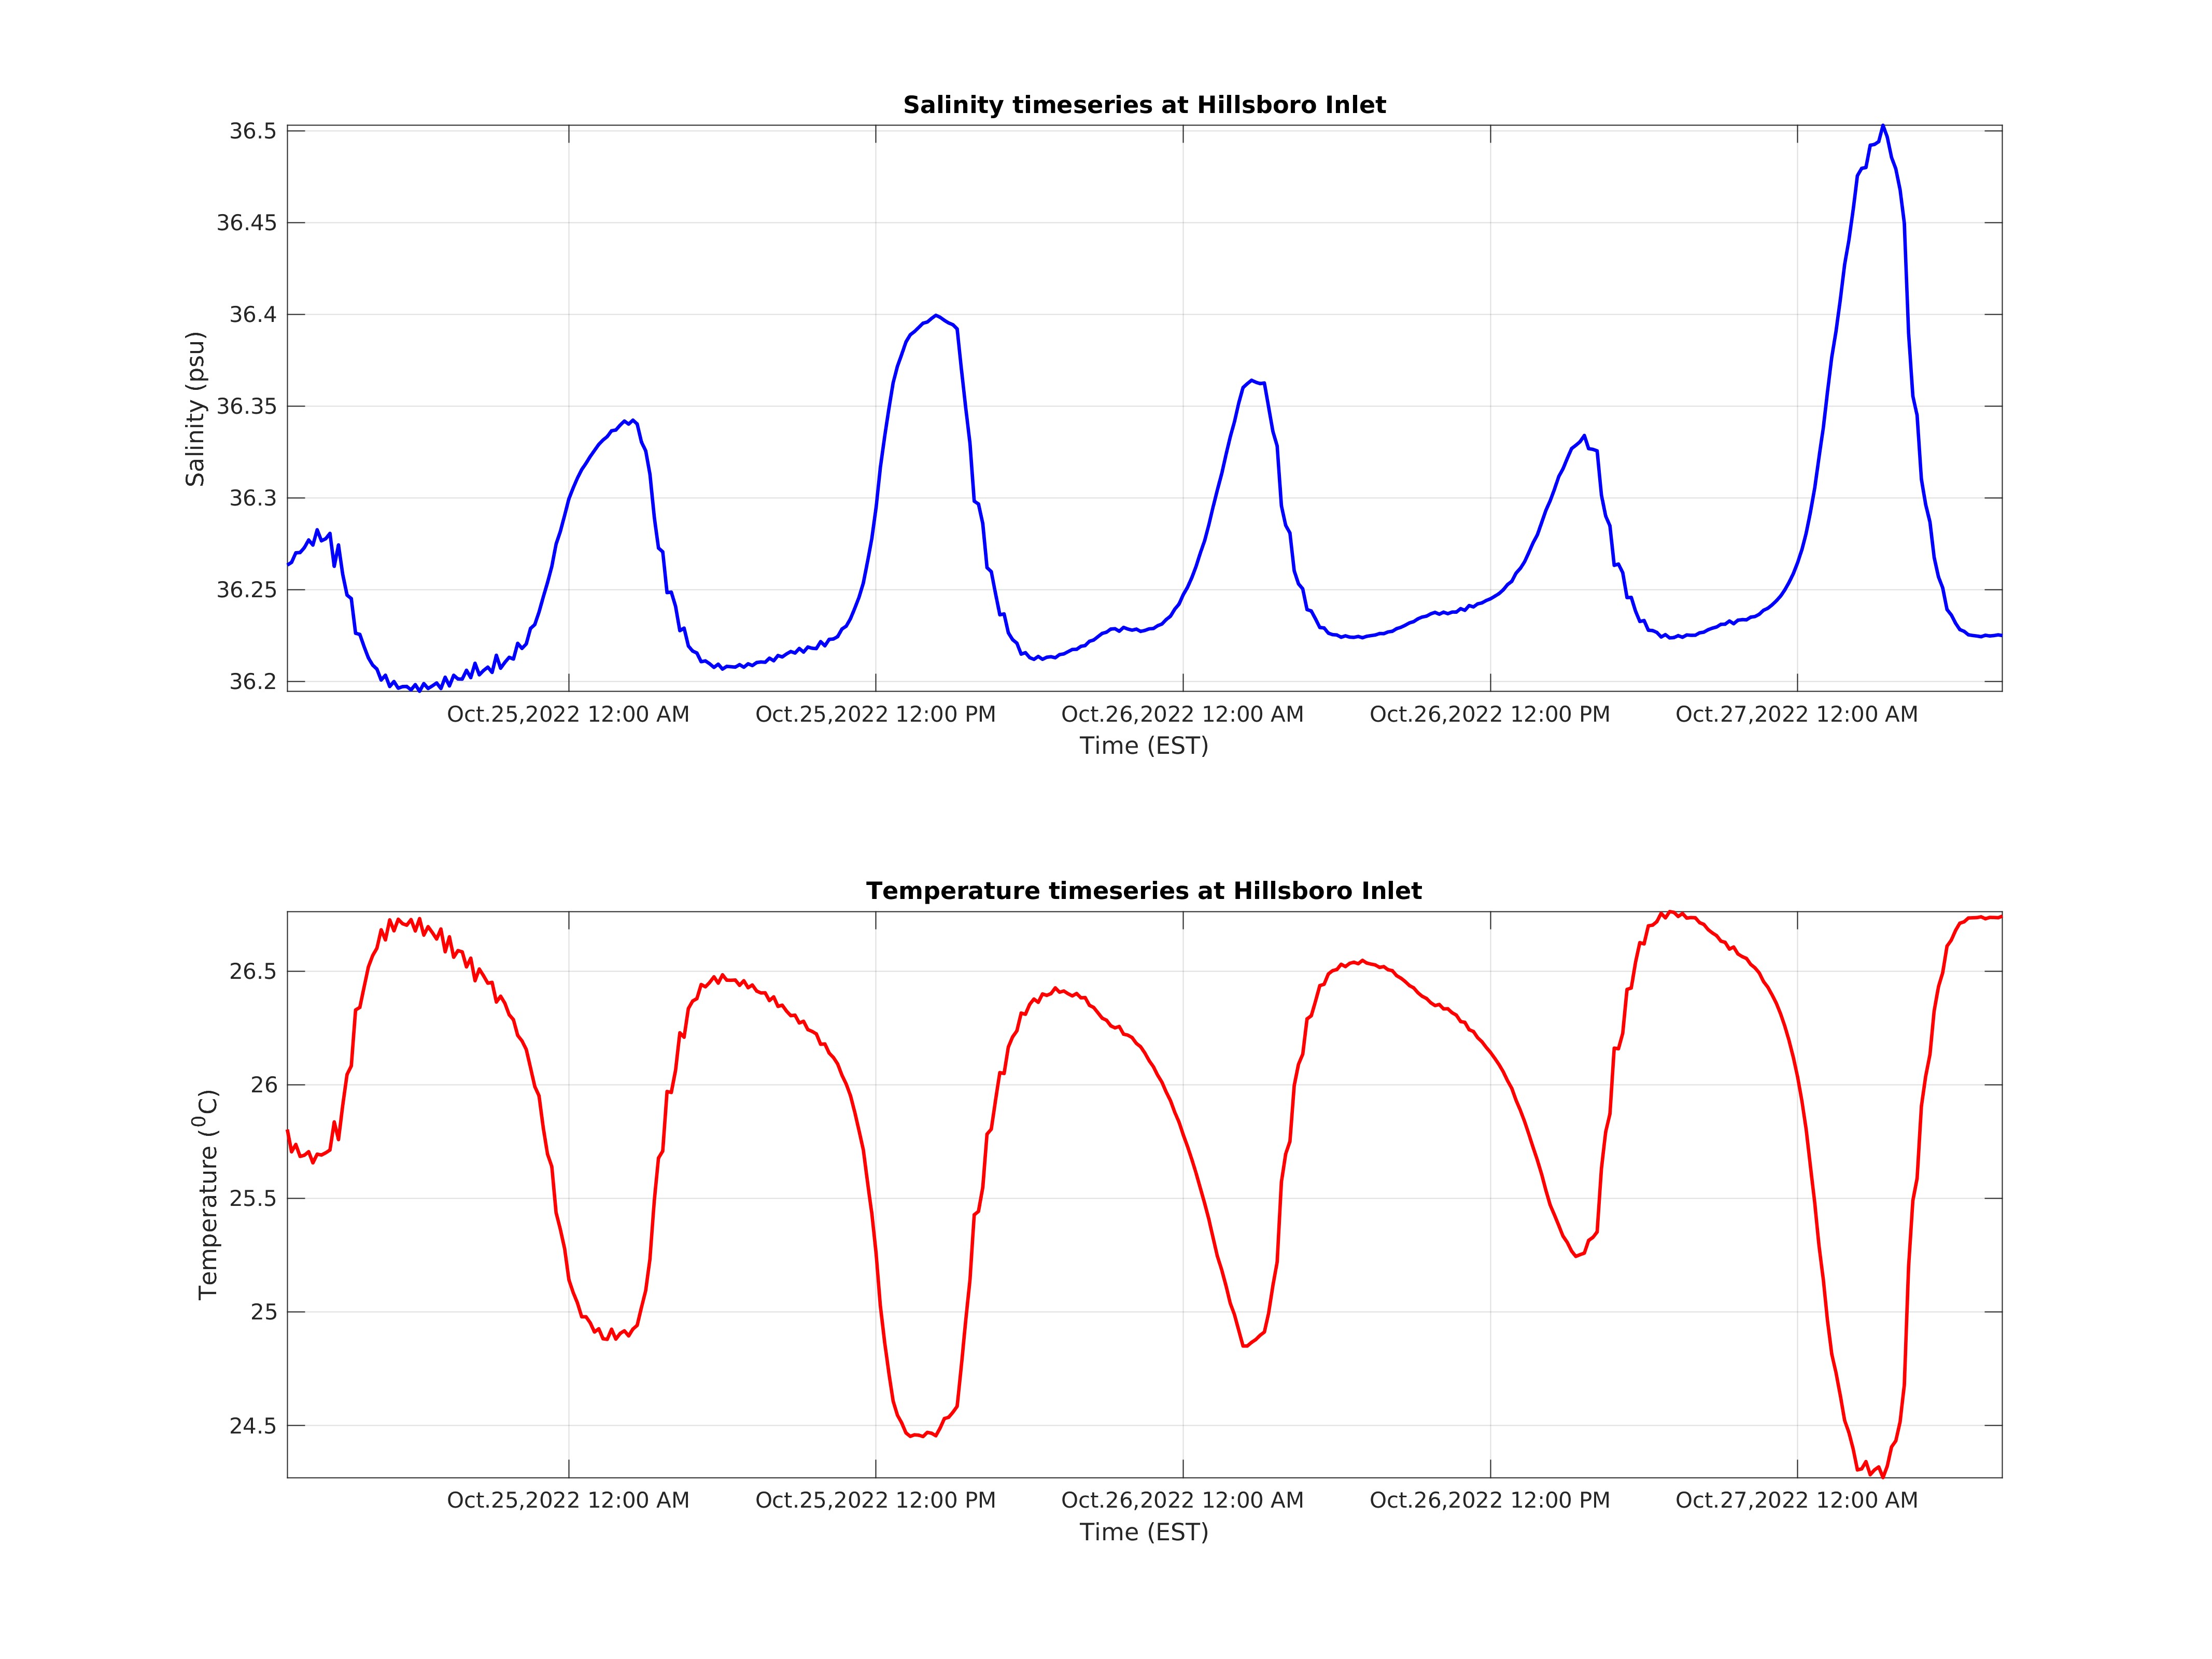 Salinity timeseries at Hillsboro Inlet
36.5
36.45
36.4
36.35
36.3
36.25
36.2
Salinity (psu)
Oct.25,2022 12:00 AM Oct.25,2022 12:00 PM Oct.26,2022 12:00 AM Oct.26,2022 12:00 PM Oct.27,2022 12:00 AM
Time (EST)
Temperature timeseries at Hillsboro Inlet
26.5
26
25.5
25
24.5
Temperature (⁰C)
Oct.25,2022 12:00 AM Oct.25,2022 12:00 PM Oct.26,2022 12:00 AM Oct.26,2022 12:00 PM Oct.27,2022 12:00 AM
Time (EST)